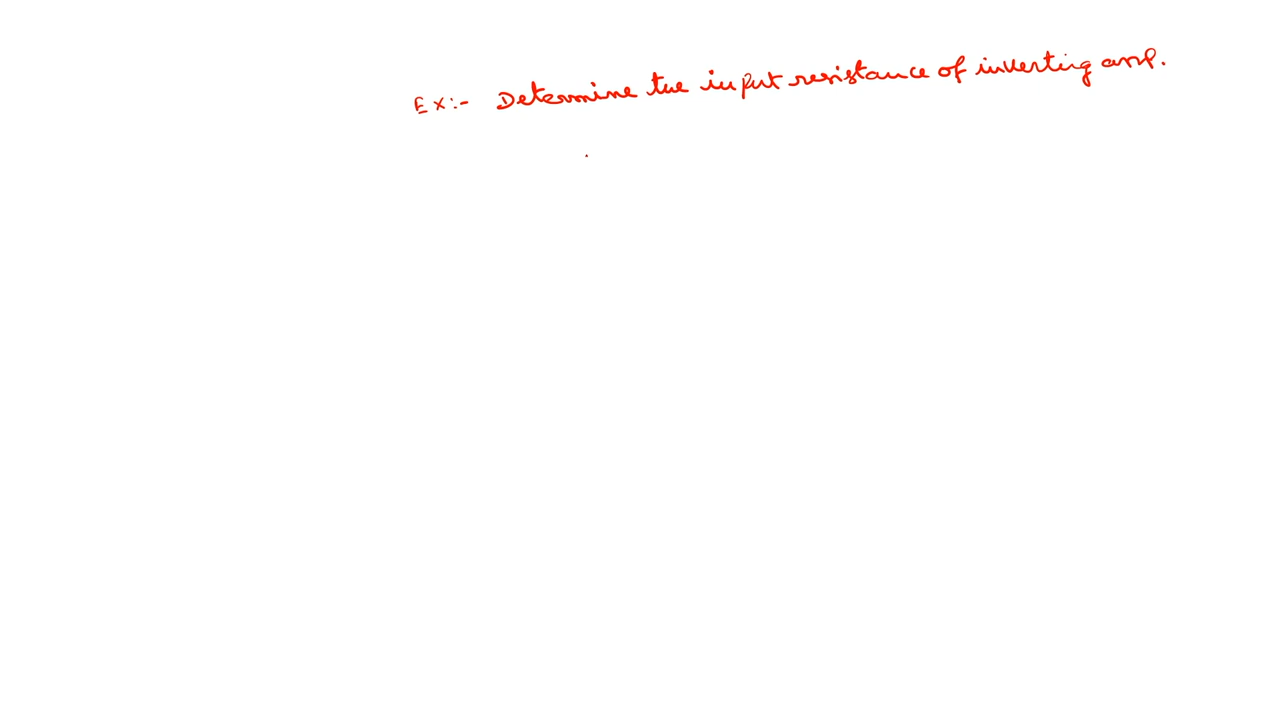 Ex:- Determine the input resistance of inverting amp.